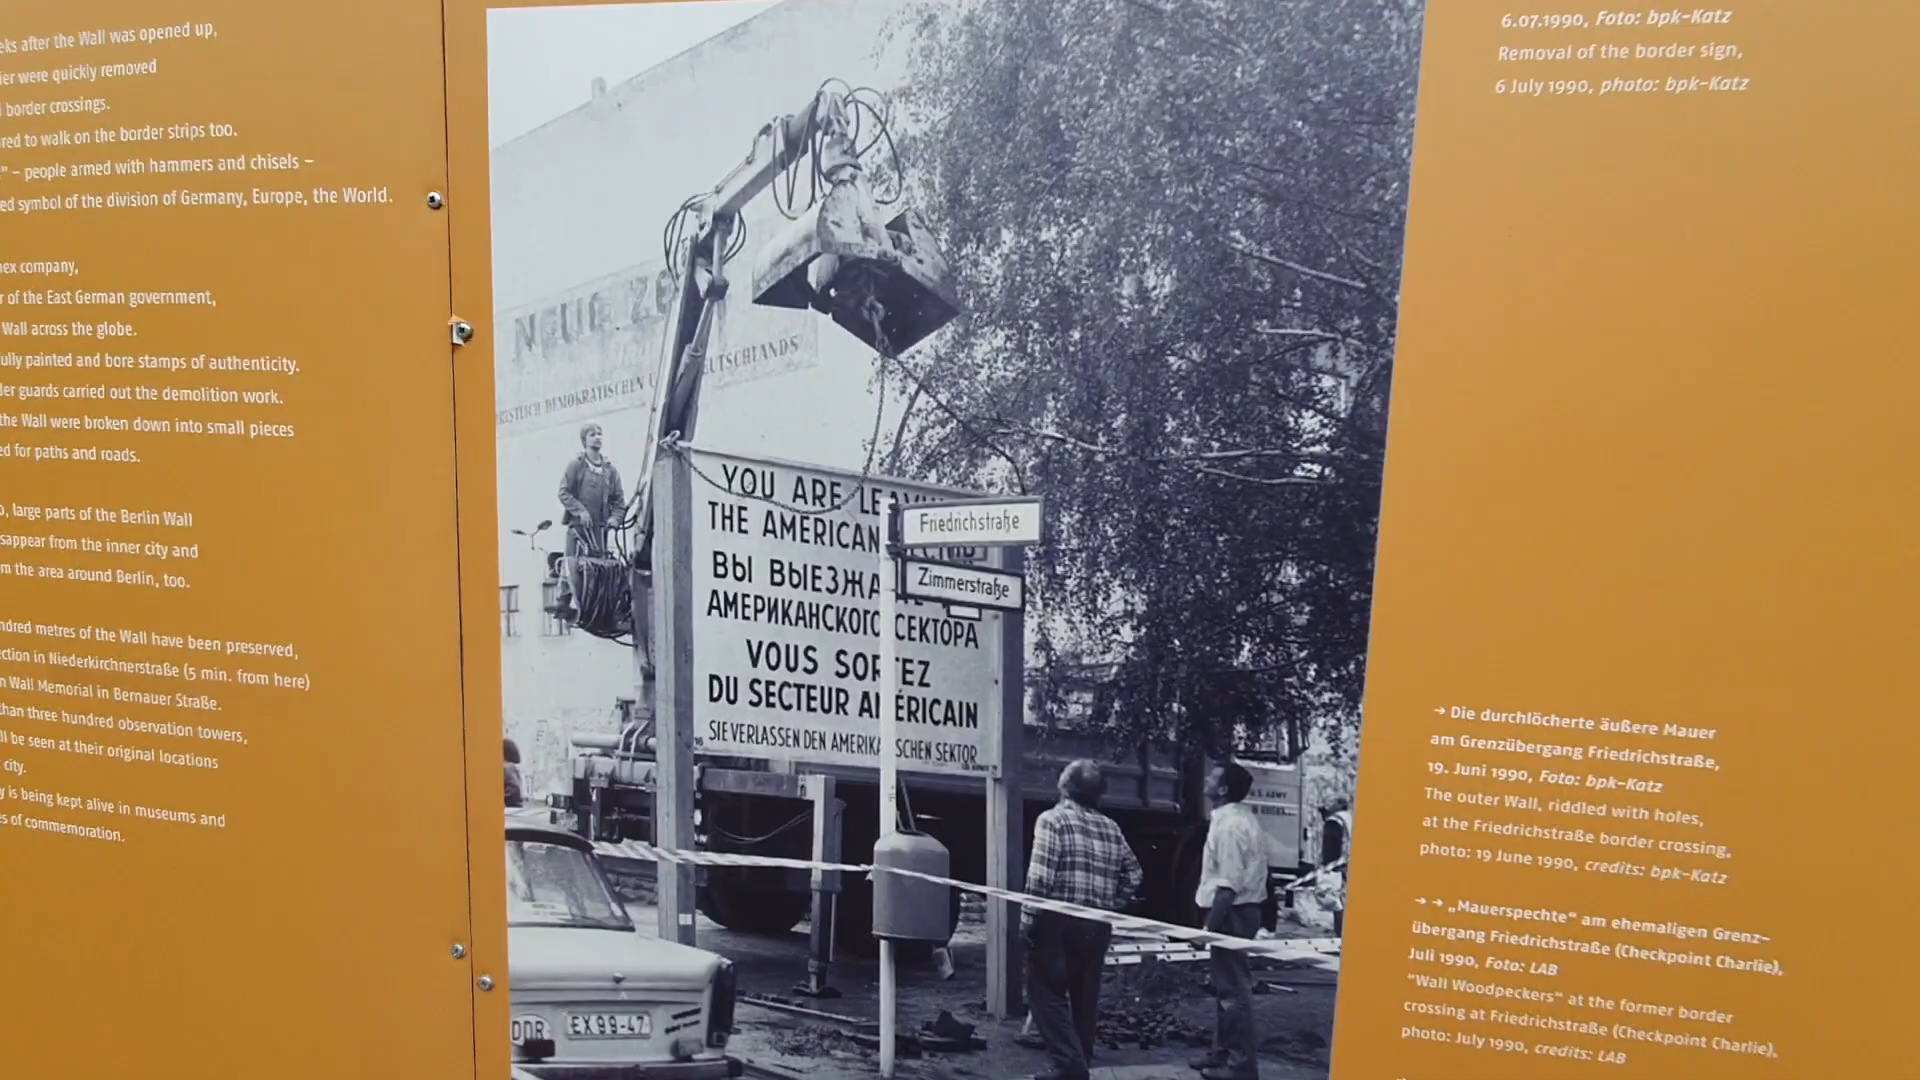 eks after the Wall was opened up,
ier were quickly removed
border crossings.
red to walk on the border strips too.
" – people armed with hammers and chisels –
ed symbol of the division of Germany, Europe, the World.
nex company,
r of the East German government,
Wall across the globe.
ully painted and bore stamps of authenticity.
der guards carried out the demolition work.
the Wall were broken down into small pieces
ed for paths and roads.
o, large parts of the Berlin Wall
sappear from the inner city and
m the area around Berlin, too.
ndred metres of the Wall have been preserved,
ction in Niederkirchnerstraße (5 min. from here)
n Wall Memorial in Bernauer Straße.
than three hundred observation towers,
ll be seen at their original locations
city.
y is being kept alive in museums and
es of commemoration.
NEUE ZE
RISTLICH DEMOKRATISCHEN U DEUTSCHLANDS
YOU ARE LEAVI
THE AMERICAN SECTOR
Friedrichstraße
Zimmerstraße
ВЫ ВЫЕЗЖА
АМЕРИКАНСКОГО СЕКТОРА
VOUS SORTEZ
DU SECTEUR AMÉRICAIN
SIE VERLASSEN DEN AMERIKANISCHEN SEKTOR
U.S. ARMY
DDR
EX 99-47
6.07.1990, Foto: bpk-Katz
Removal of the border sign,
6 July 1990, photo: bpk-Katz
→ Die durchlöcherte äußere Mauer
am Grenzübergang Friedrichstraße,
19. Juni 1990, Foto: bpk-Katz
The outer Wall, riddled with holes,
at the Friedrichstraße border crossing,
photo: 19 June 1990, credits: bpk-Katz
→ → „Mauerspechte“ am ehemaligen Grenz-
übergang Friedrichstraße (Checkpoint Charlie),
Juli 1990, Foto: LAB
"Wall Woodpeckers" at the former border
crossing at Friedrichstraße (Checkpoint Charlie),
photo: July 1990, credits: LAB